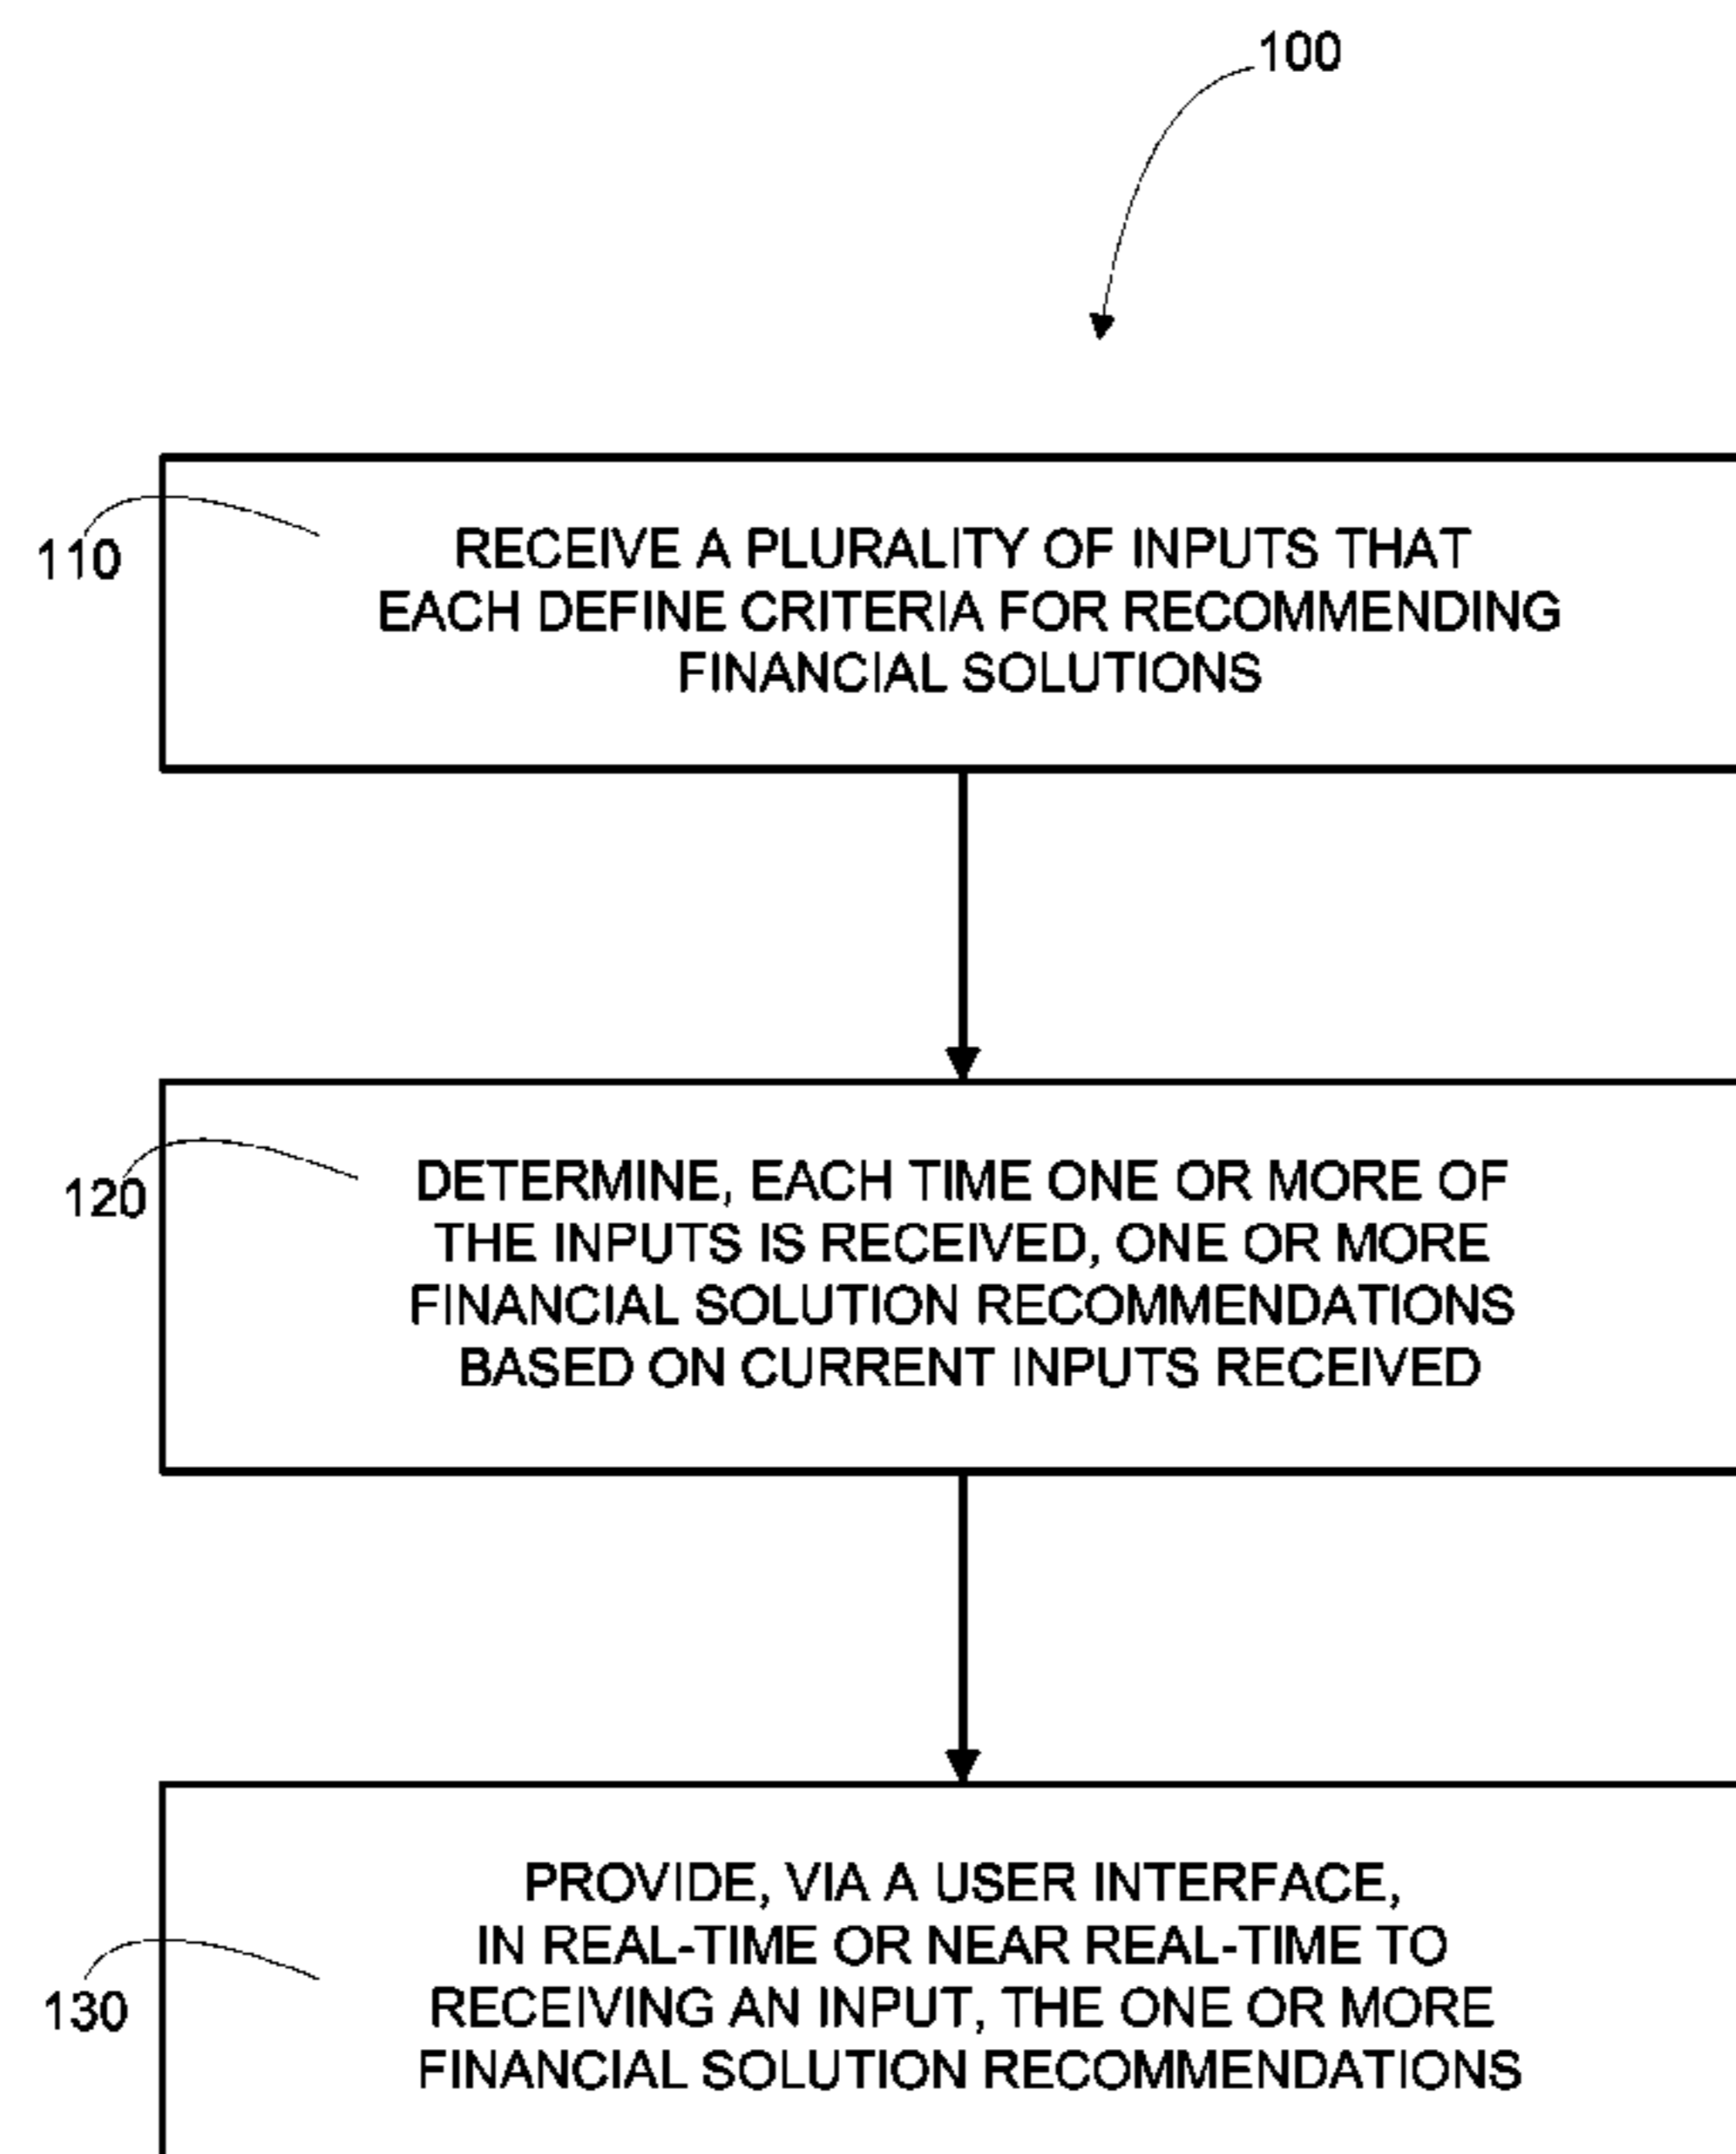 100
110
RECEIVE A PLURALITY OF INPUTS THAT
EACH DEFINE CRITERIA FOR RECOMMENDING
FINANCIAL SOLUTIONS
120
DETERMINE, EACH TIME ONE OR MORE OF
THE INPUTS IS RECEIVED, ONE OR MORE
FINANCIAL SOLUTION RECOMMENDATIONS
BASED ON CURRENT INPUTS RECEIVED
130
PROVIDE, VIA A USER INTERFACE,
IN REAL-TIME OR NEAR REAL-TIME TO
RECEIVING AN INPUT, THE ONE OR MORE
FINANCIAL SOLUTION RECOMMENDATIONS